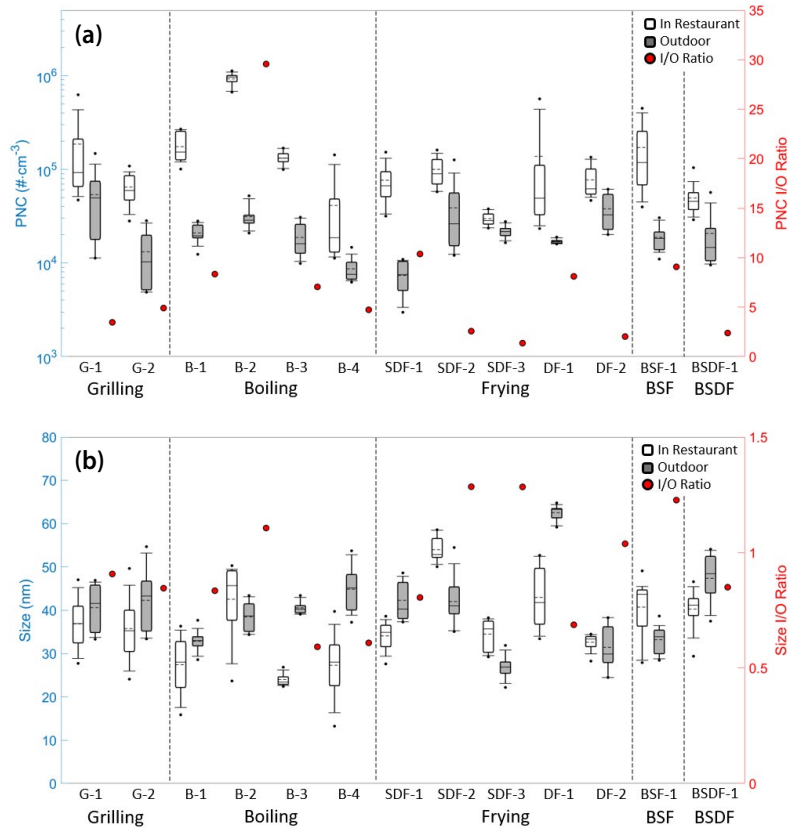 (a)
In Restaurant
Outdoor
I/O Ratio
PNC (#·cm⁻³)
10⁶
10⁵
10⁴
10³
PNC I/O Ratio
35
30
25
20
15
10
5
0
G-1 G-2 B-1 B-2 B-3 B-4 SDF-1 SDF-2 SDF-3 DF-1 DF-2 BSF-1 BSDF-1
Grilling Boiling Frying BSF BSDF
(b)
In Restaurant
Outdoor
I/O Ratio
Size (nm)
80
70
60
50
40
30
20
10
0
Size I/O Ratio
1.5
1
0.5
0
G-1 G-2 B-1 B-2 B-3 B-4 SDF-1 SDF-2 SDF-3 DF-1 DF-2 BSF-1 BSDF-1
Grilling Boiling Frying BSF BSDF